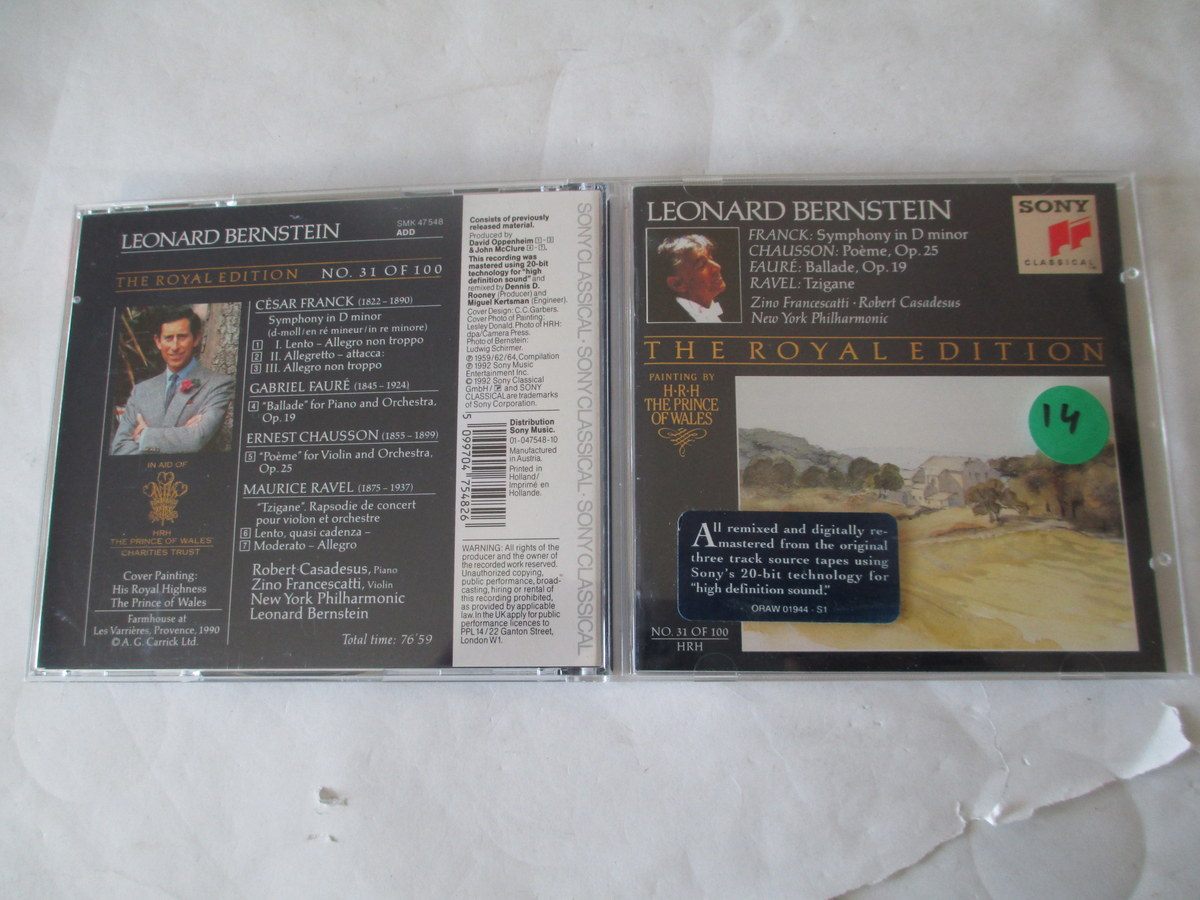 LEONARD BERNSTEIN
SMK 47548
ADD
THE ROYAL EDITION NO. 31 OF 100
IN AID OF
HRH
THE PRINCE OF WALES'
CHARITIES TRUST
Cover Painting:
His Royal Highness
The Prince of Wales
Farmhouse at
Les Varrières, Provence, 1990
© A. G. Carrick Ltd.
CÉSAR FRANCK (1822–1890)
Symphony in D minor
(d-moll/en ré mineur/in re minore)
1 I. Lento – Allegro non troppo
2 II. Allegretto – attacca:
3 III. Allegro non troppo
GABRIEL FAURÉ (1845–1924)
4 "Ballade" for Piano and Orchestra,
Op. 19
ERNEST CHAUSSON (1855–1899)
5 "Poème" for Violin and Orchestra,
Op. 25
MAURICE RAVEL (1875–1937)
"Tzigane". Rapsodie de concert
pour violon et orchestre
6 Lento, quasi cadenza –
7 Moderato – Allegro
Robert Casadesus, Piano
Zino Francescatti, Violin
New York Philharmonic
Leonard Bernstein
Total time: 76'59
Consists of previously
released material.
Produced by
David Oppenheim 1-3
& John McClure 4-7.
This recording was
mastered using 20-bit
technology for "high
definition sound" and
remixed by Dennis D.
Rooney (Producer) and
Miguel Kertsman (Engineer).
Cover Design: C. C. Garbers.
Cover Photo of Painting:
Lesley Donald. Photo of HRH:
dpa/Camera Press.
Photo of Bernstein:
Ludwig Schirmer.
℗ 1959/62/64, Compilation
℗ 1992 Sony Music
Entertainment Inc.
© 1992 Sony Classical
GmbH/ and SONY
CLASSICAL are trademarks
of Sony Corporation.
5 099704 754826
Distribution
Sony Music.
01-047548-10
Manufactured
in Austria.
Printed in
Holland/
Imprimé en
Hollande.
WARNING: All rights of the
producer and the owner of
the recorded work reserved.
Unauthorized copying,
public performance, broad-
casting, hiring or rental of
this recording prohibited,
as provided by applicable
law. In the UK apply for public
performance licences to
PPL 14/22 Ganton Street,
London W1.
SONY CLASSICAL · SONY CLASSICAL · SONY CLASSICAL · SONY CLASSICAL
LEONARD BERNSTEIN
FRANCK: Symphony in D minor
CHAUSSON: Poème, Op. 25
FAURÉ: Ballade, Op. 19
RAVEL: Tzigane
Zino Francescatti · Robert Casadesus
New York Philharmonic
SONY
CLASSICAL
THE ROYAL EDITION
PAINTING BY
H·R·H
THE PRINCE
OF WALES
14
All remixed and digitally re-
mastered from the original
three track source tapes using
Sony's 20-bit technology for
"high definition sound."
ORAW 01944 - S1
NO. 31 OF 100
HRH